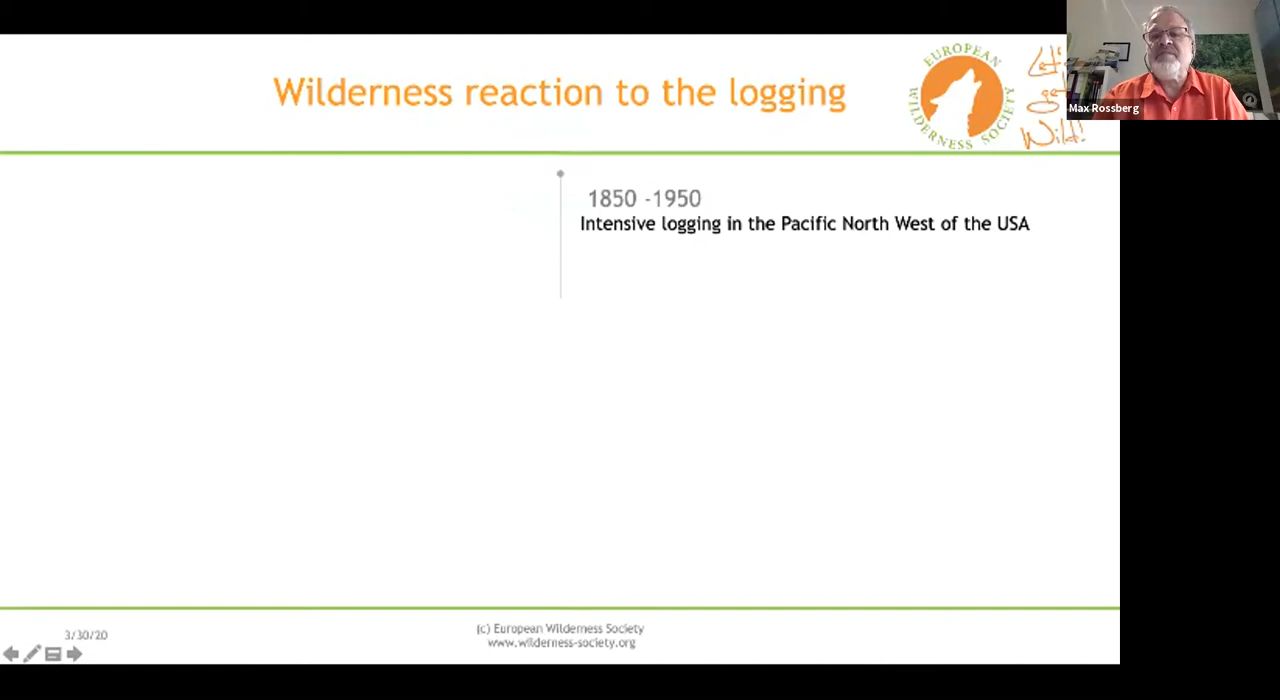 Wilderness reaction to the logging
EUROPEAN
WILDERNESS SOCIETY
Wild!
Max Rossberg
1850 -1950
Intensive logging in the Pacific North West of the USA
3/30/20
(c) European Wilderness Society
www.wilderness-society.org